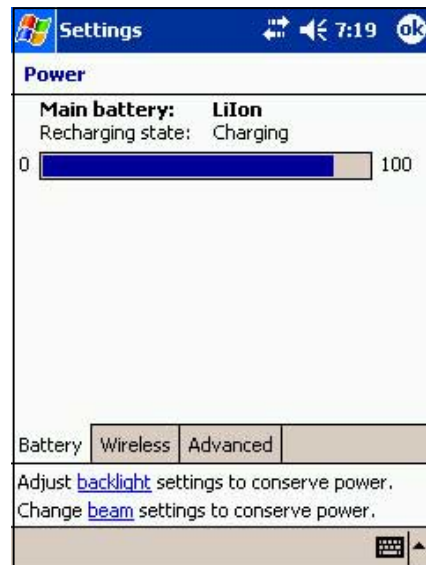 Settings 7:19 ok
Power
Main battery: LiIon
Recharging state: Charging
0 100
Battery Wireless Advanced
Adjust backlight settings to conserve power.
Change beam settings to conserve power.